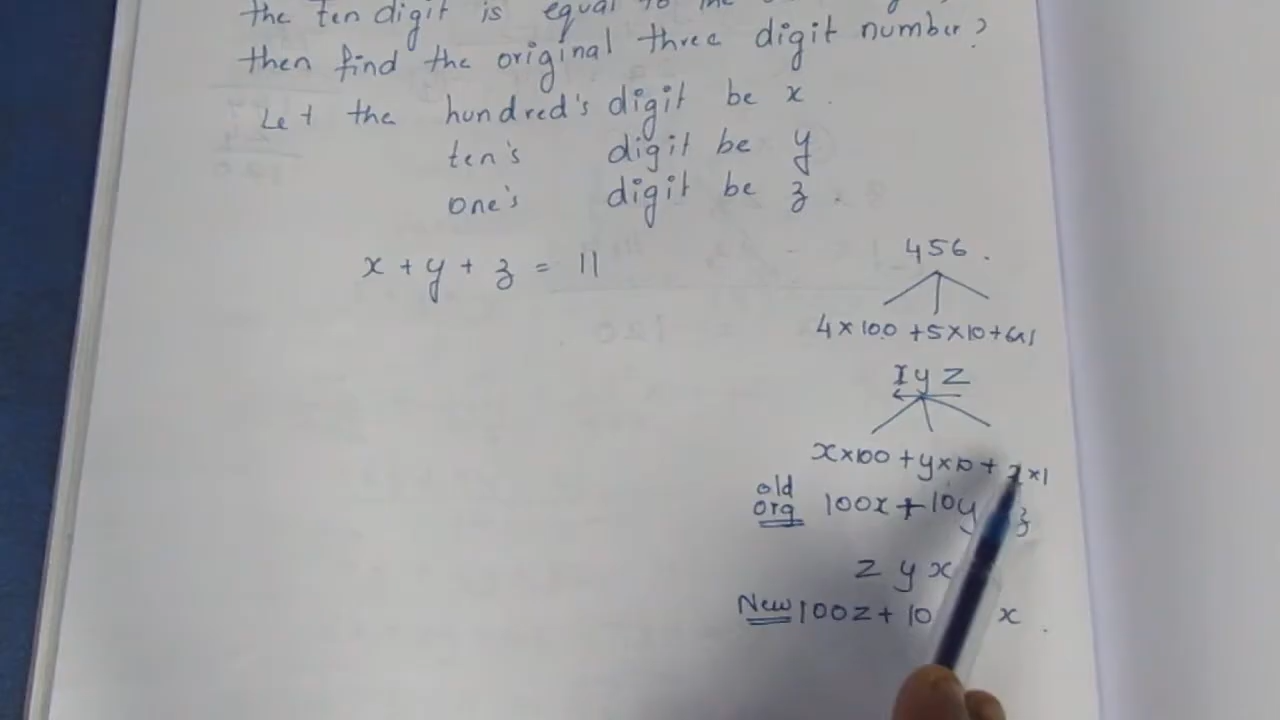 the ten digit is equal to the
then find the original three digit number?
Let the hundred's digit be x.
ten's digit be y
one's digit be z.
x + y + z = 11
456.
4×100 +5×10+6×1
x y z
x×100 +y×10+ z×1
old
org 100x + 10y z
z y x
New 100z+ 10 x.